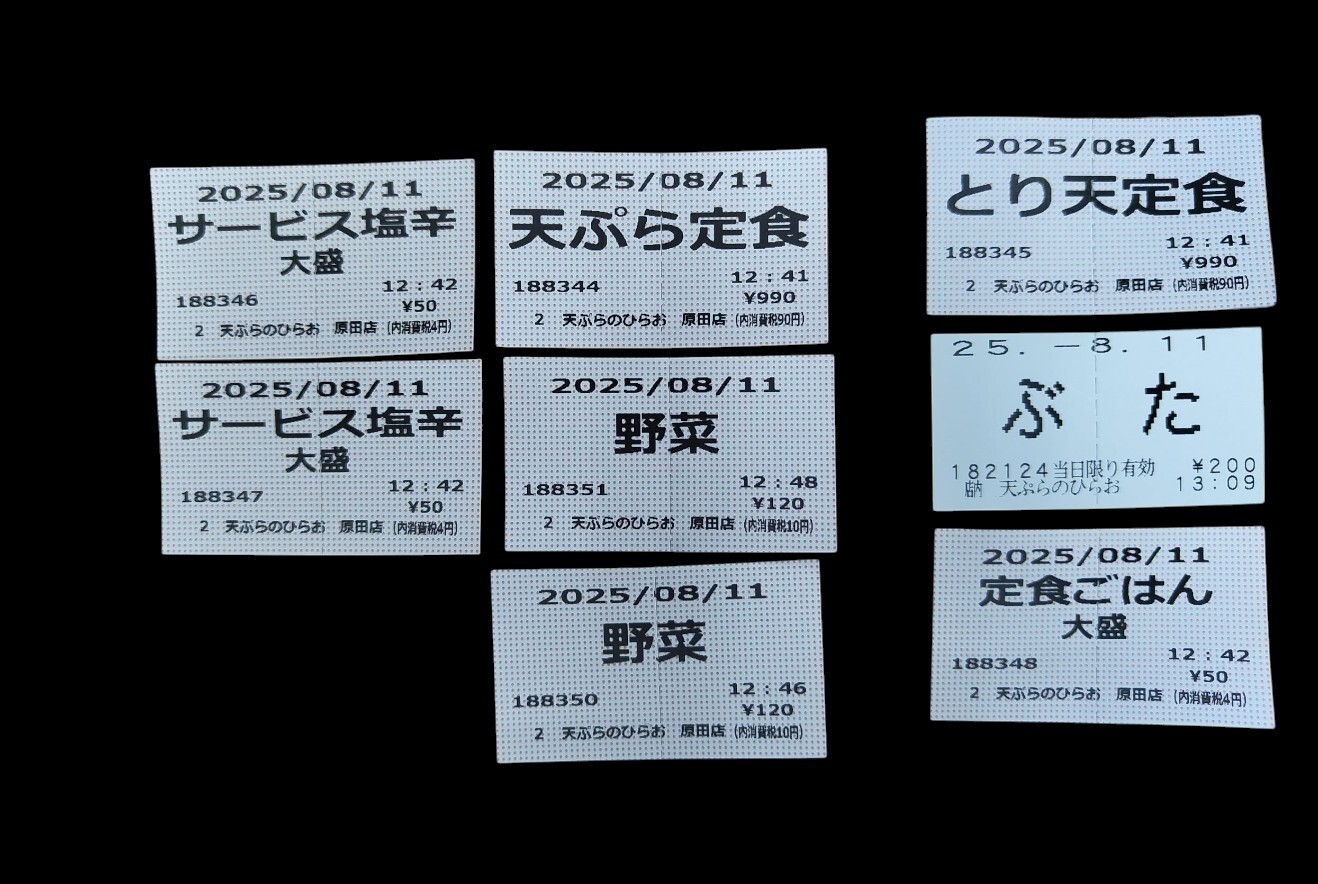 2025/08/11
サービス塩辛
大盛
188346
12:42
¥50
2 天ぷらのひらお 原田店 (内消費税4円)
2025/08/11
サービス塩辛
大盛
188347
12:42
¥50
2 天ぷらのひらお 原田店 (内消費税4円)
2025/08/11
天ぷら定食
188344
12:41
¥990
2 天ぷらのひらお 原田店 (内消費税90円)
2025/08/11
野菜
188351
12:48
¥120
2 天ぷらのひらお 原田店 (内消費税10円)
2025/08/11
野菜
188350
12:46
¥120
2 天ぷらのひらお 原田店 (内消費税10円)
2025/08/11
とり天定食
188345
12:41
¥990
2 天ぷらのひらお 原田店 (内消費税90円)
25.-8.11
ぶた
182124当日限り有効 ¥200
天ぷらのひらお 13:09
2025/08/11
定食ごはん
大盛
188348
12:42
¥50
2 天ぷらのひらお 原田店 (内消費税4円)